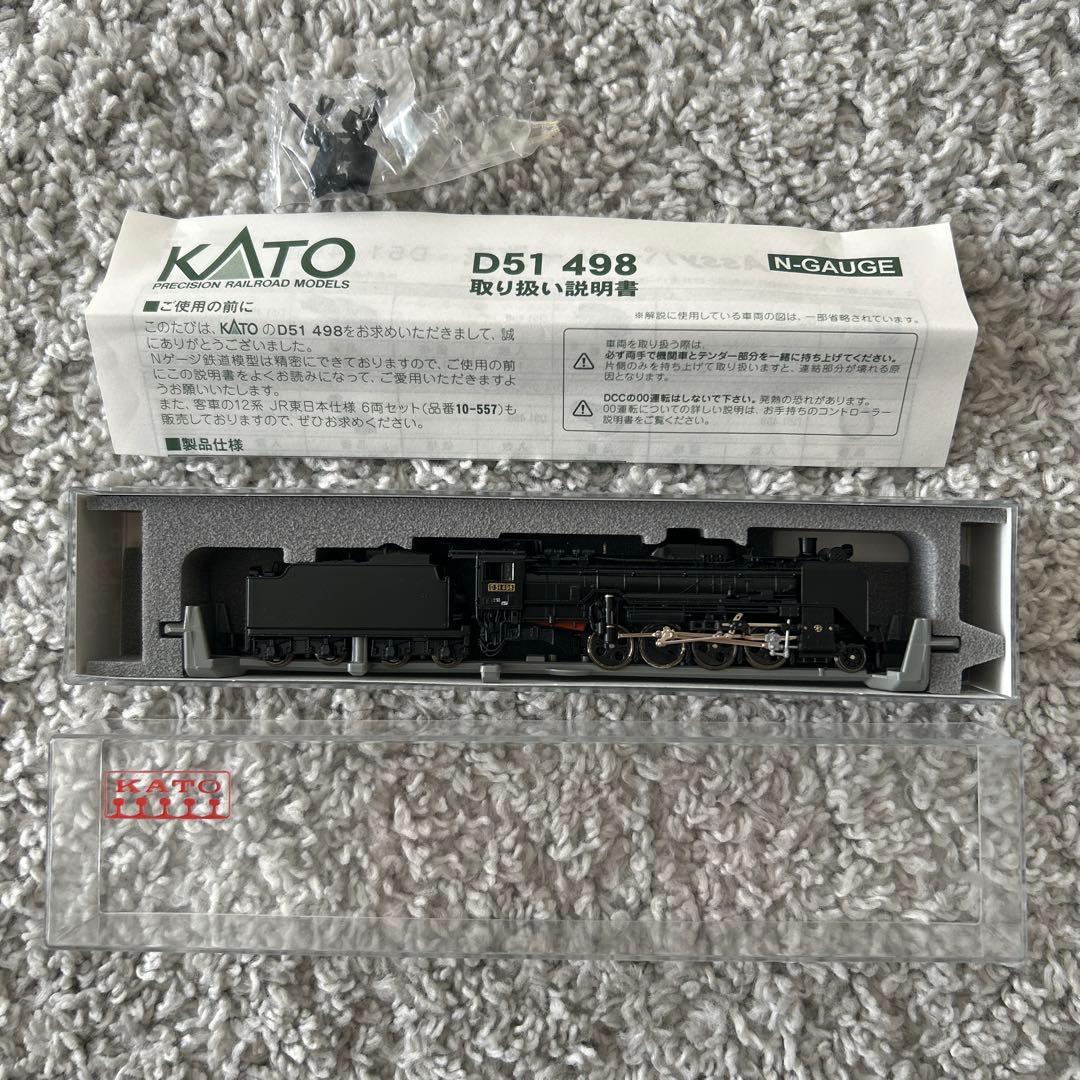 KATO
PRECISION RAILROAD MODELS
D51 498
取り扱い説明書
N-GAUGE
■ご使用の前に
このたびは、KATOのD51 498をお求めいただきまして、誠
にありがとうございました。
Nゲージ鉄道模型は精密にできておりますので、ご使用の前
にこの説明書をよくお読みになって、ご愛用いただきますよ
うお願いいたします。
また、客車の12系 JR東日本仕様 6両セット(品番10-557)も
販売しておりますので、ぜひお求めください。
■製品仕様
※解説に使用している車両の図は、一部省略されています。
車両を取り扱う際は、
必ず両手で機関車とテンダー部分を一緒に持ち上げてください。
片側のみを持ち上げて取り扱いますと、連結部分が壊れる原
因となります。
DCCの00運転はしないで下さい。発熱の恐れがあります。
00運転についての詳しい説明は、お手持ちのコントローラー
説明書をご覧ください。
D51 498
KATO